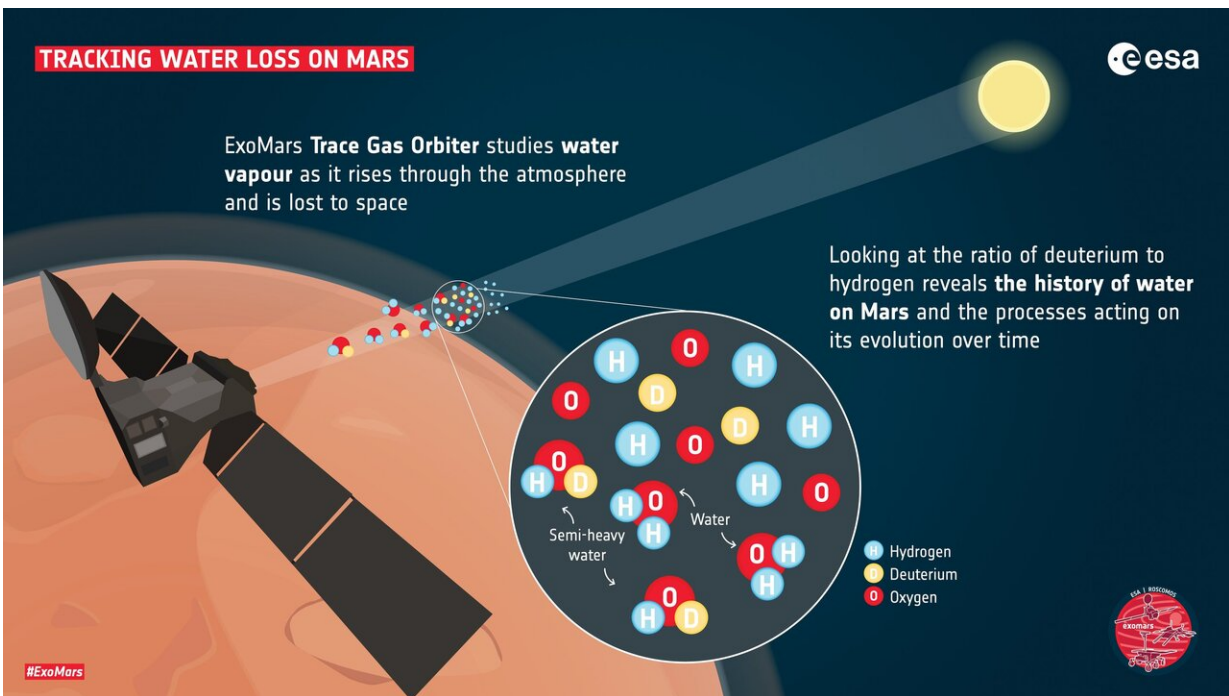 TRACKING WATER LOSS ON MARS
esa
ExoMars Trace Gas Orbiter studies water
vapour as it rises through the atmosphere
and is lost to space
Looking at the ratio of deuterium to
hydrogen reveals the history of water
on Mars and the processes acting on
its evolution over time
H
O
H
O
D
H
O
D
H
O
H
D
H
O
O
H
H
O
H
Semi-heavy
water
Water
O
H
H
O
H
D
H Hydrogen
D Deuterium
O Oxygen
ESA | ROSCOSMOS
exomars
#ExoMars